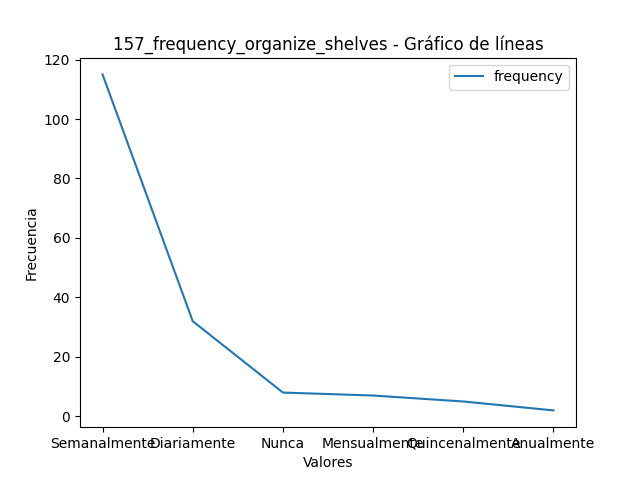 157_frequency_organize_shelves - Gráfico de líneas
frequency
Frecuencia
120
100
80
60
40
20
0
Semanalmente Diariamente Nunca Mensualmente Quincenalmente Anualmente
Valores